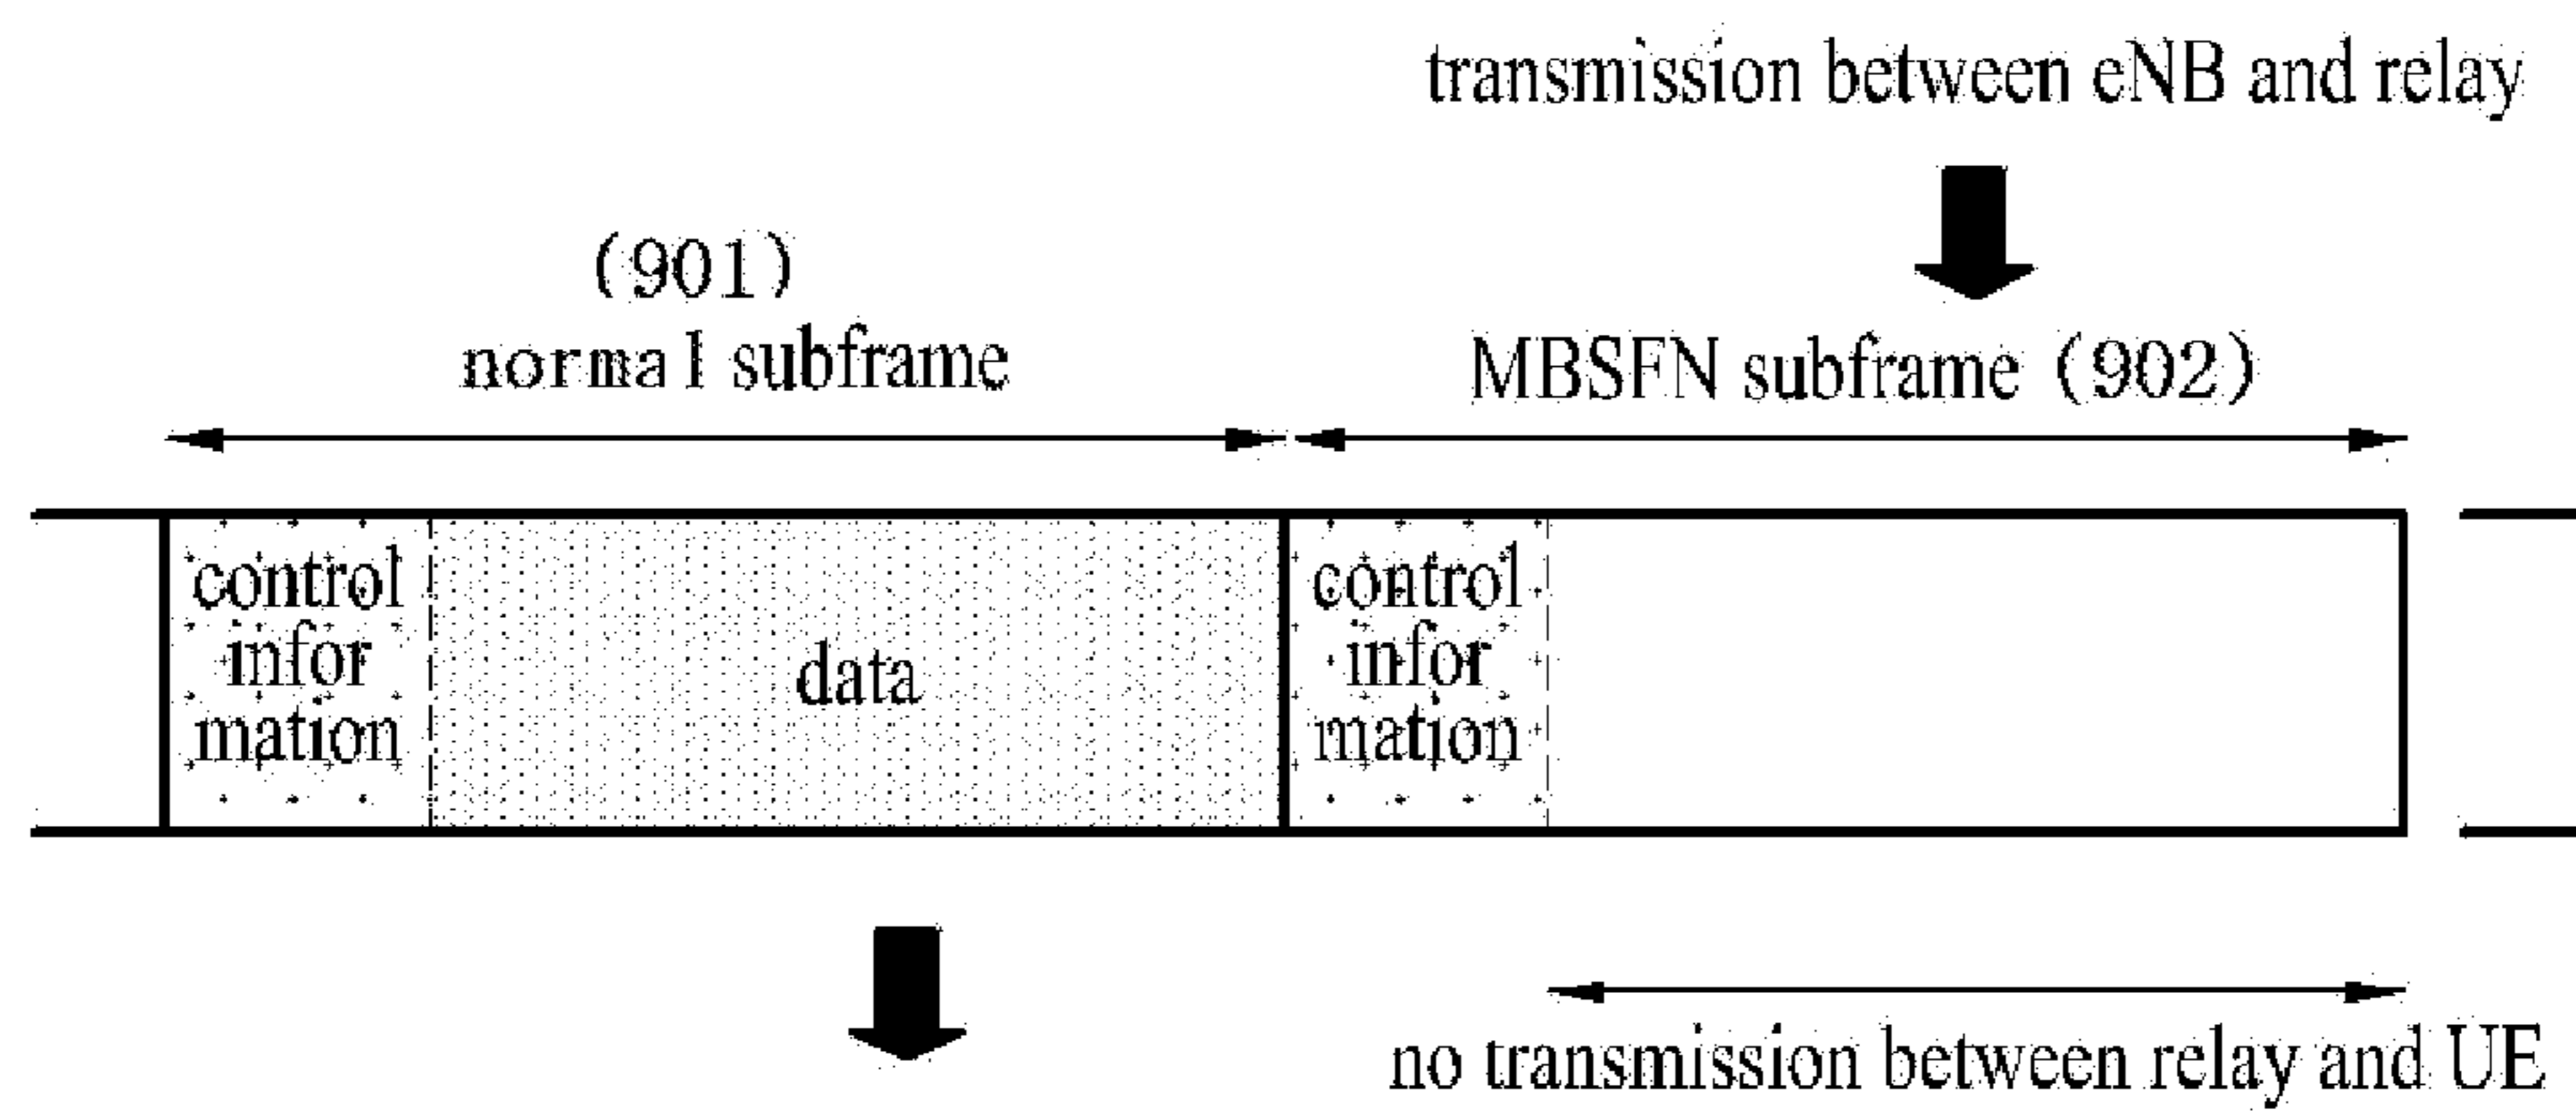 transmission between eNB and relay
(901)
normal subframe
MBSFN subframe (902)
control
infor
mation
data
control
infor
mation
no transmission between relay and UE